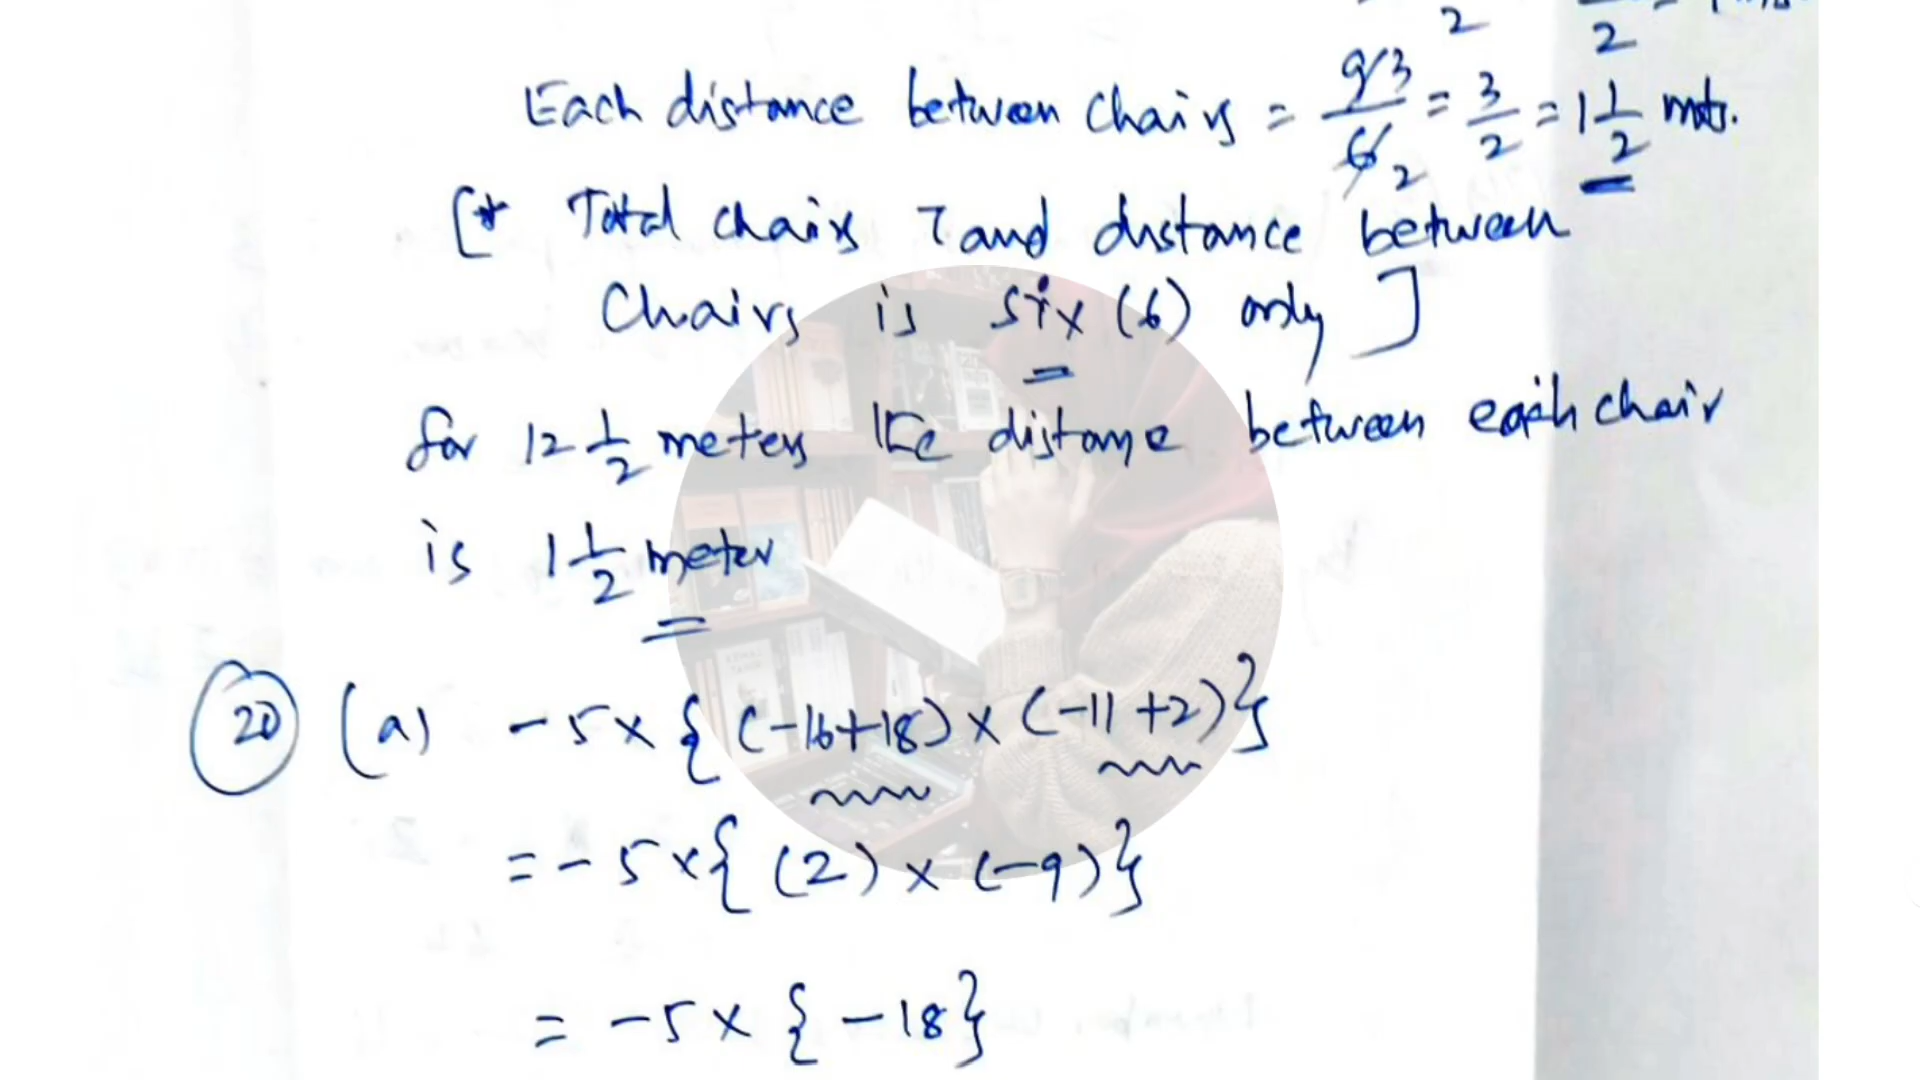 2
2
Each distance between chairs = 9 3 / 6 2 = 3/2 = 1 1/2 mts.
[* Total chairs 7 and distance between
Chairs is six (6) only ]
for 12 1/2 meters the distance between each chair
is 1 1/2 meter
20 (a) -5 x { (-16+18) x (-11+2)}
= -5 x { (2) x (-9)}
= -5 x { -18}